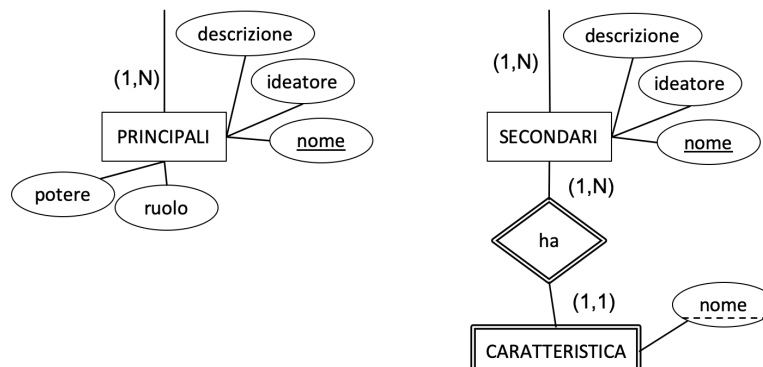 descrizione
(1,N)
ideatore
PRINCIPALI
nome
potere
ruolo
descrizione
(1,N)
ideatore
SECONDARI
nome
(1,N)
ha
(1,1)
nome
CARATTERISTICA